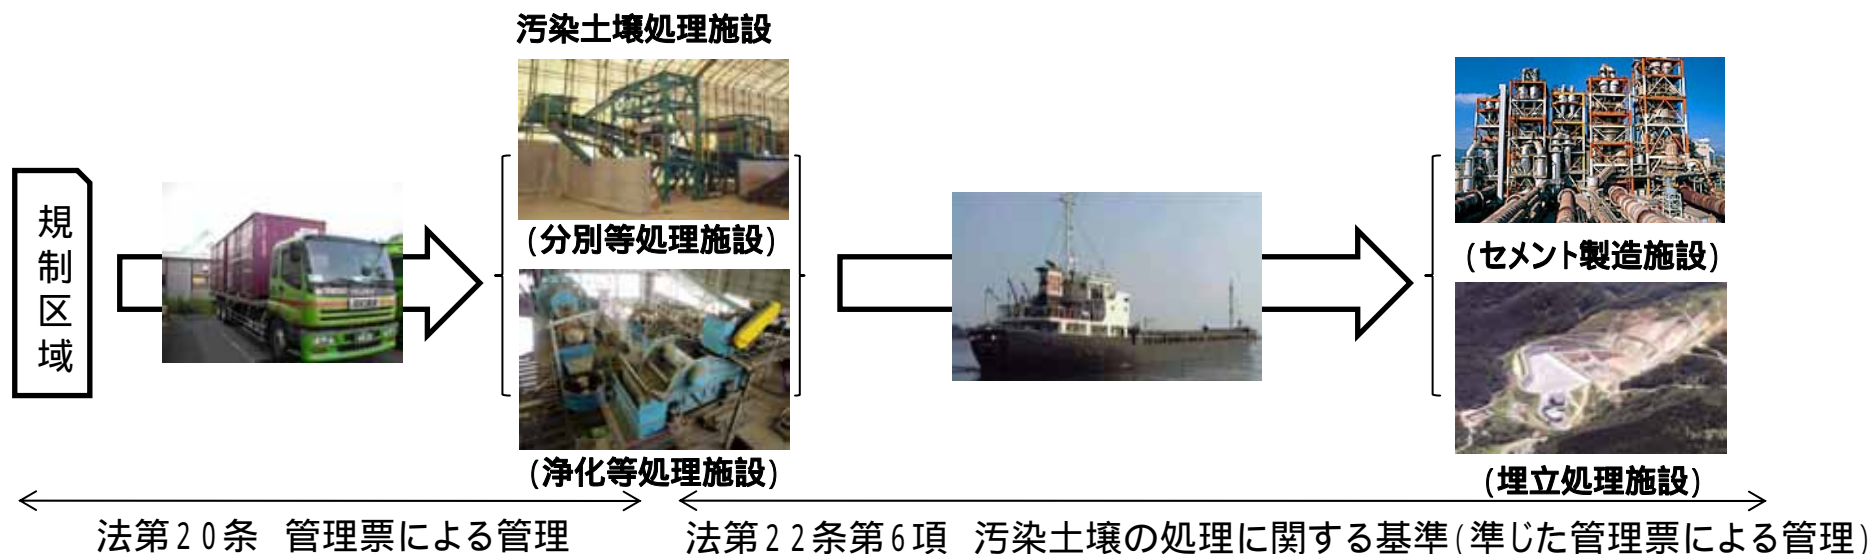 汚染土壌処理施設
規制区域
(分別等処理施設)
(浄化等処理施設)
(セメント製造施設)
(埋立処理施設)
法第20条 管理票による管理
法第22条第6項 汚染土壌の処理に関する基準(準じた管理票による管理)